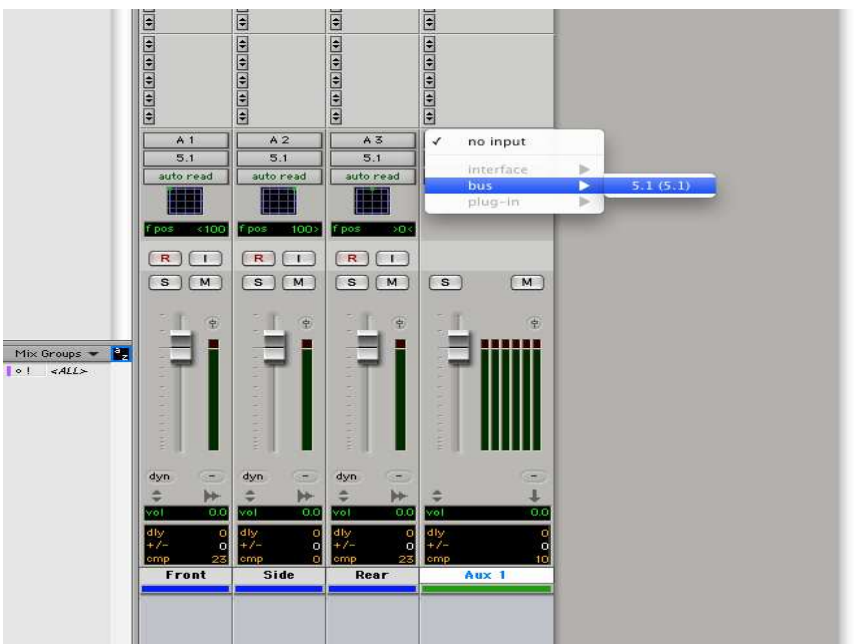 A 1 A 2 A 3
5.1 5.1 5.1
auto read auto read auto read
✓ no input
interface
bus 5.1 (5.1)
plug-in
f pos <100 f pos 100> f pos >0<
R I R I R I
S M S M S M S M
Mix Groups a z
o ! <ALL>
dyn - dyn - dyn - -
vol 0.0 vol 0.0 vol 0.0 vol 0.0
dly 0 dly 0 dly 0 dly 0
+/- 0 +/- 0 +/- 0 +/- 0
cmp 23 cmp 0 cmp 23 cmp 10
Front Side Rear Aux 1